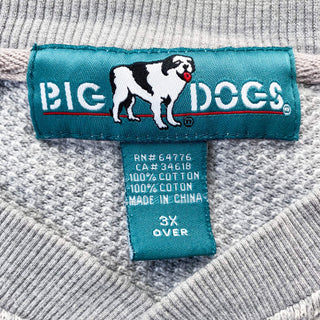 BIG DOGS
RN# 64776
CA# 34618
100% COTTON
100% COTON
MADE IN CHINA
3X
OVER